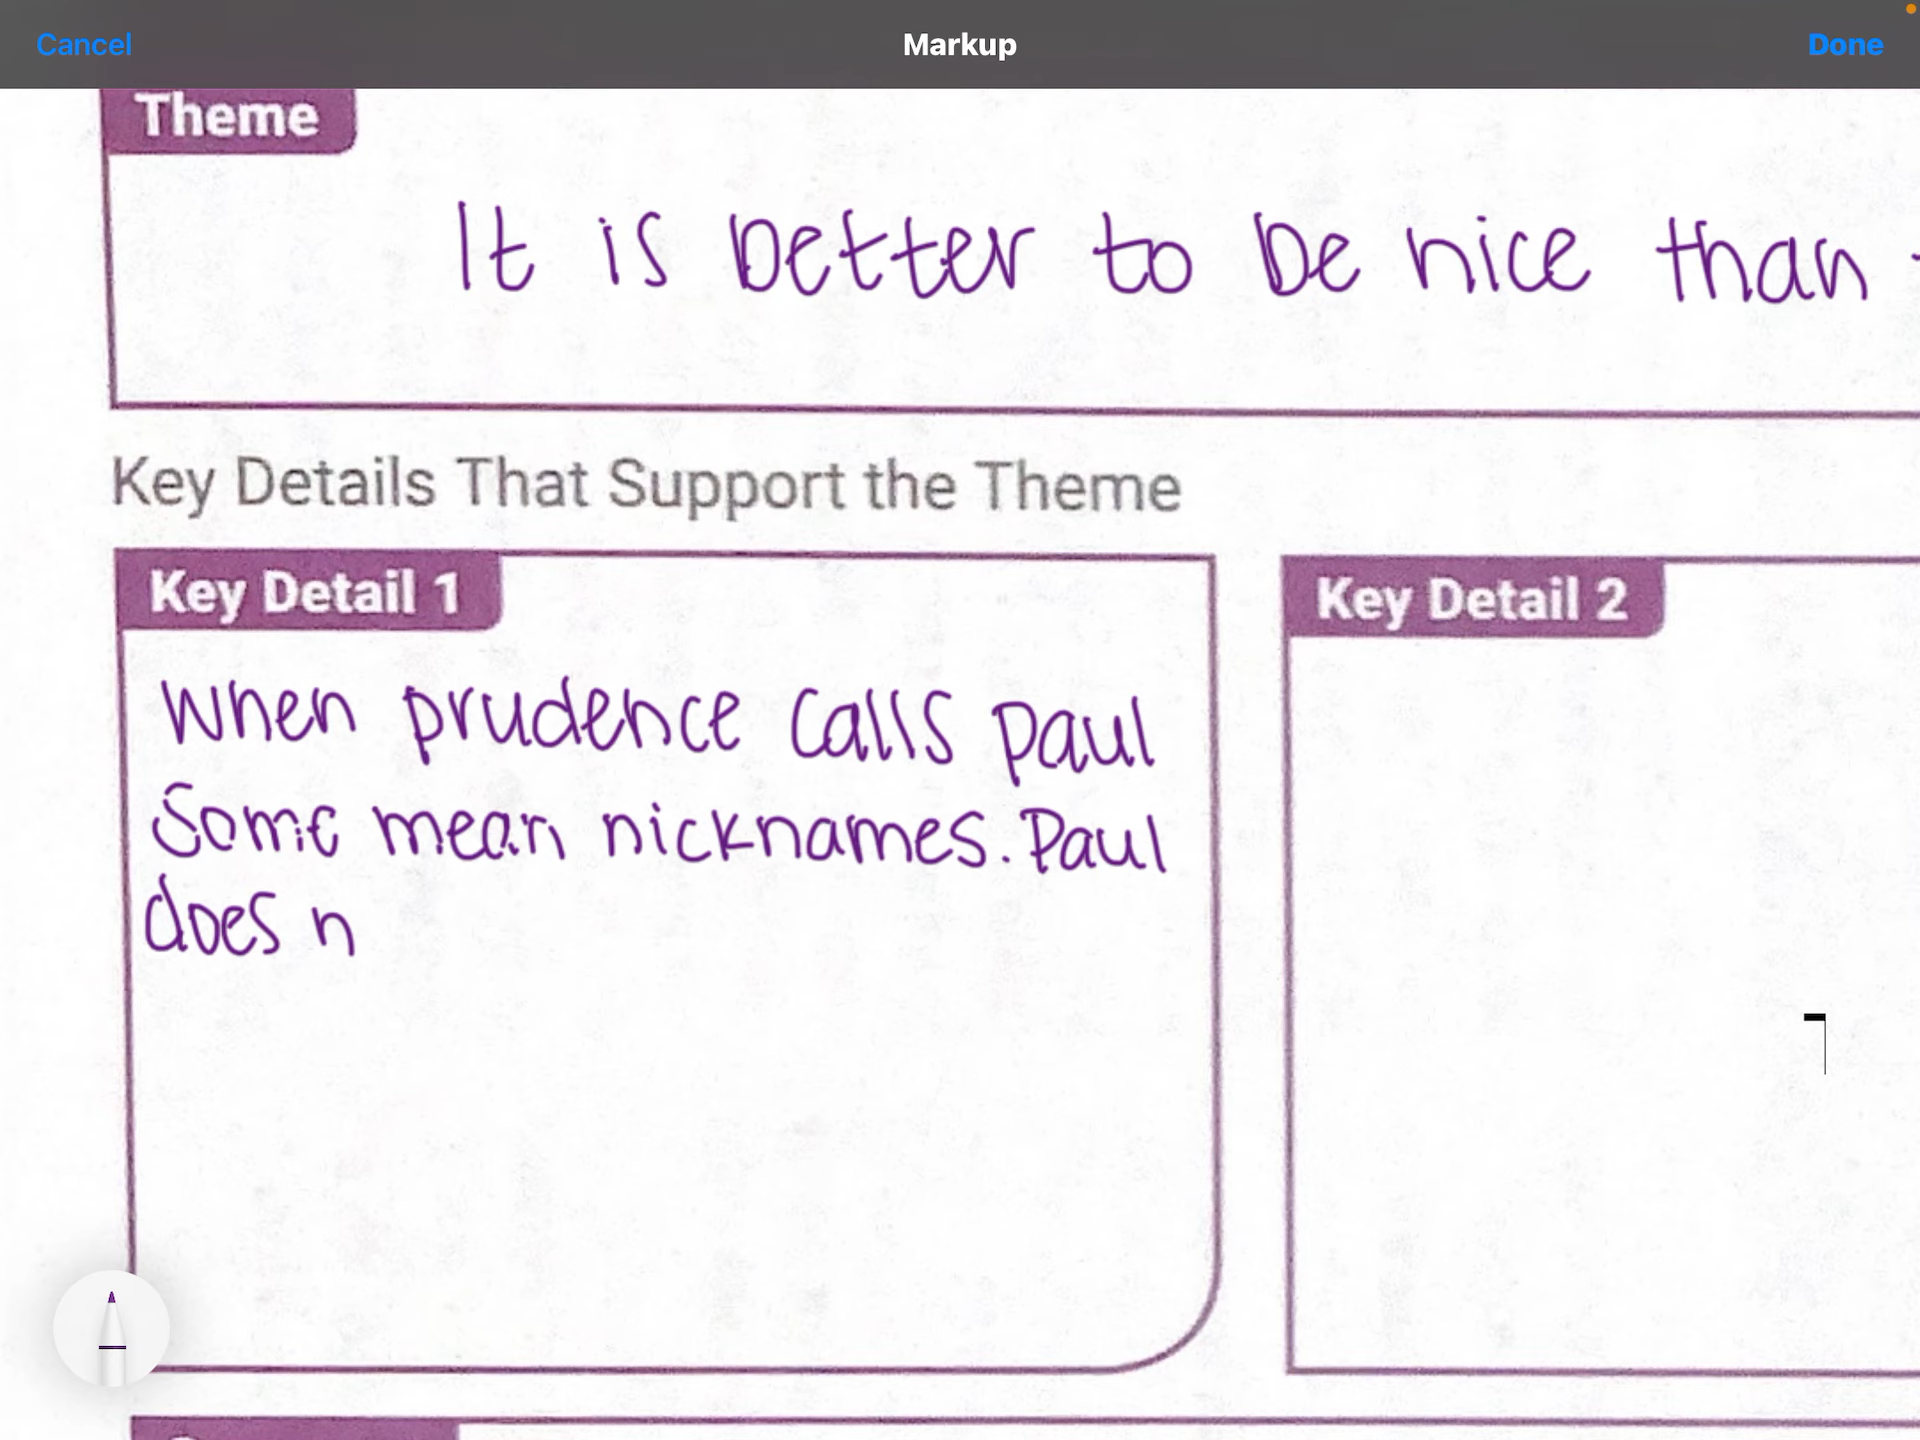 Cancel Markup Done
Theme
It is better to be nice than
Key Details That Support the Theme
Key Detail 1
Key Detail 2
When prudence calls paul
Some mean nicknames. Paul
does n